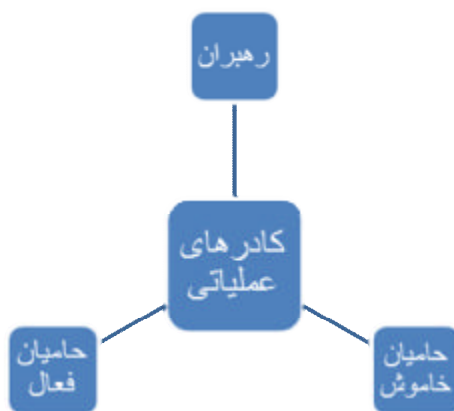 رهبران
کادرهای
عملیاتی
حامیان
خاموش
حامیان
فعال